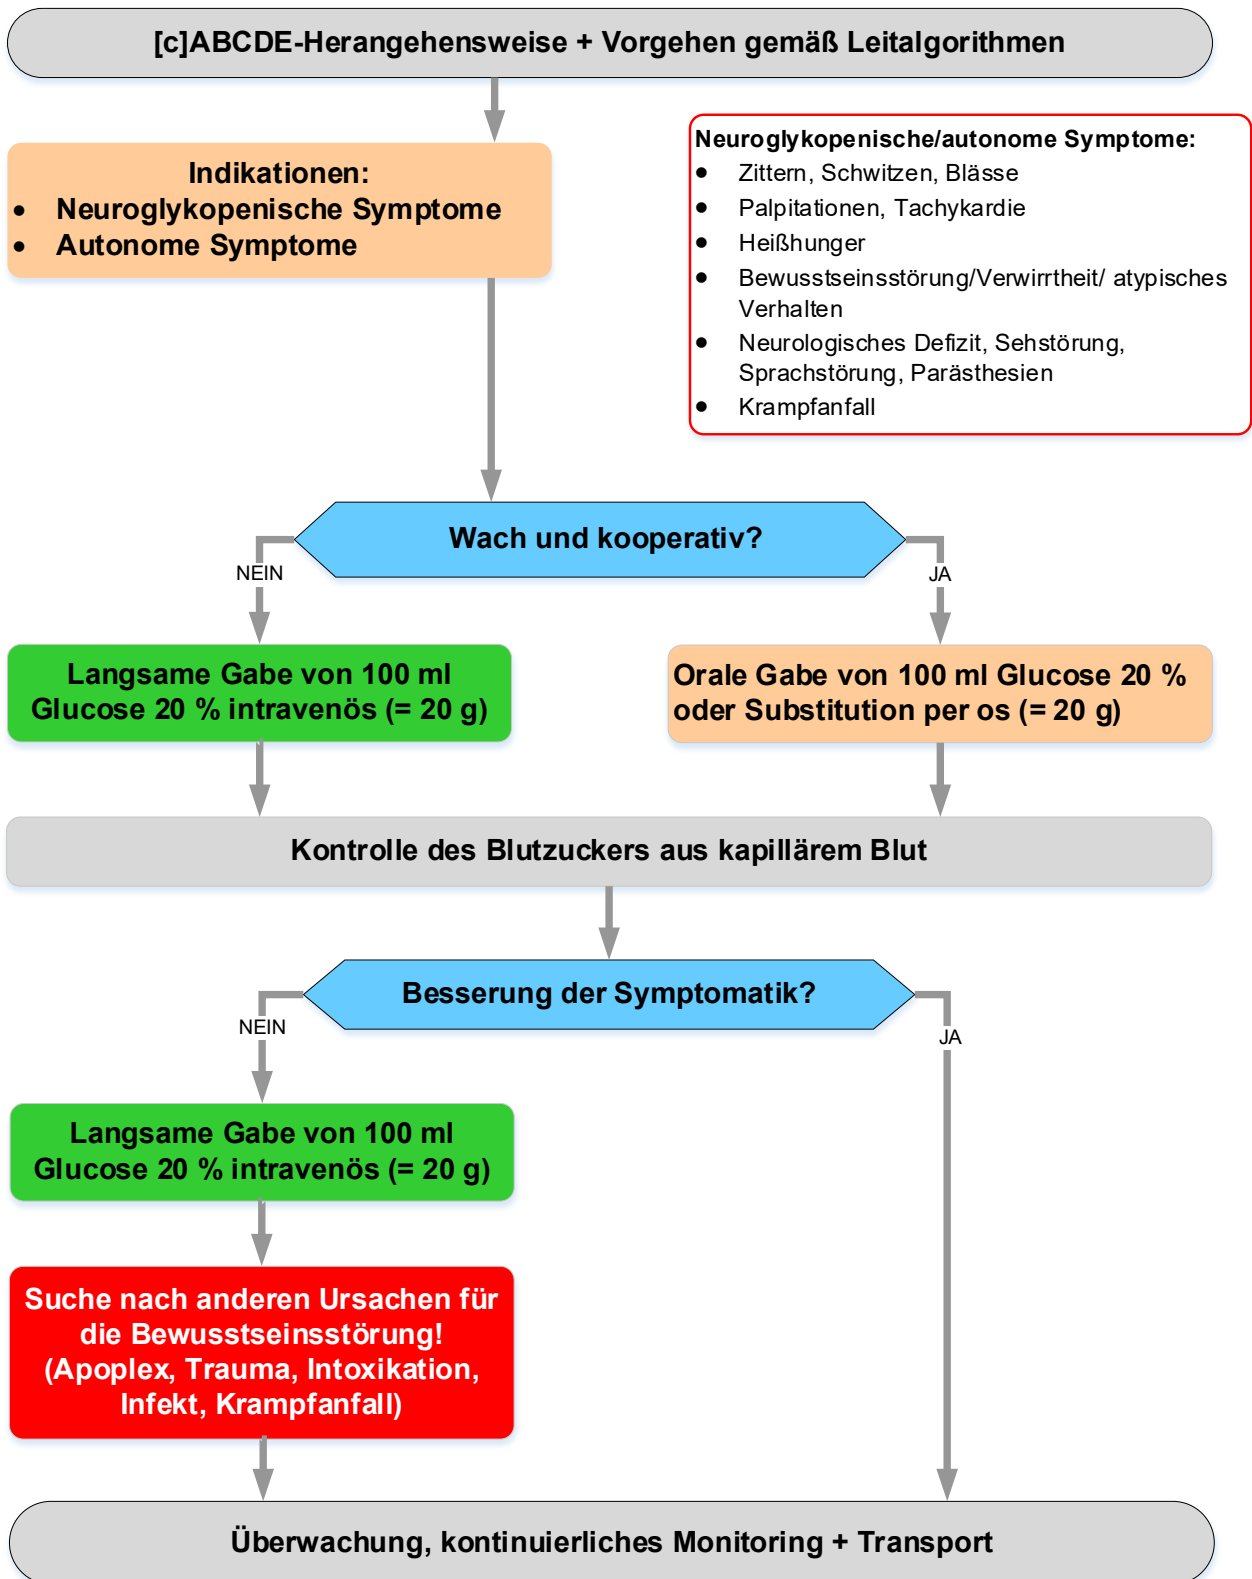 [c]ABCDE-Herangehensweise + Vorgehen gemäß Leitalgorithmen
Indikationen:
• Neuroglykopenische Symptome
• Autonome Symptome
Neuroglykopenische/autonome Symptome:
• Zittern, Schwitzen, Blässe
• Palpitationen, Tachykardie
• Heißhunger
• Bewusstseinsstörung/Verwirrtheit/ atypisches
Verhalten
• Neurologisches Defizit, Sehstörung,
Sprachstörung, Parästhesien
• Krampfanfall
Wach und kooperativ?
NEIN
JA
Langsame Gabe von 100 ml
Glucose 20 % intravenös (= 20 g)
Orale Gabe von 100 ml Glucose 20 %
oder Substitution per os (= 20 g)
Kontrolle des Blutzuckers aus kapillärem Blut
Besserung der Symptomatik?
NEIN
JA
Langsame Gabe von 100 ml
Glucose 20 % intravenös (= 20 g)
Suche nach anderen Ursachen für
die Bewusstseinsstörung!
(Apoplex, Trauma, Intoxikation,
Infekt, Krampfanfall)
Überwachung, kontinuierliches Monitoring + Transport